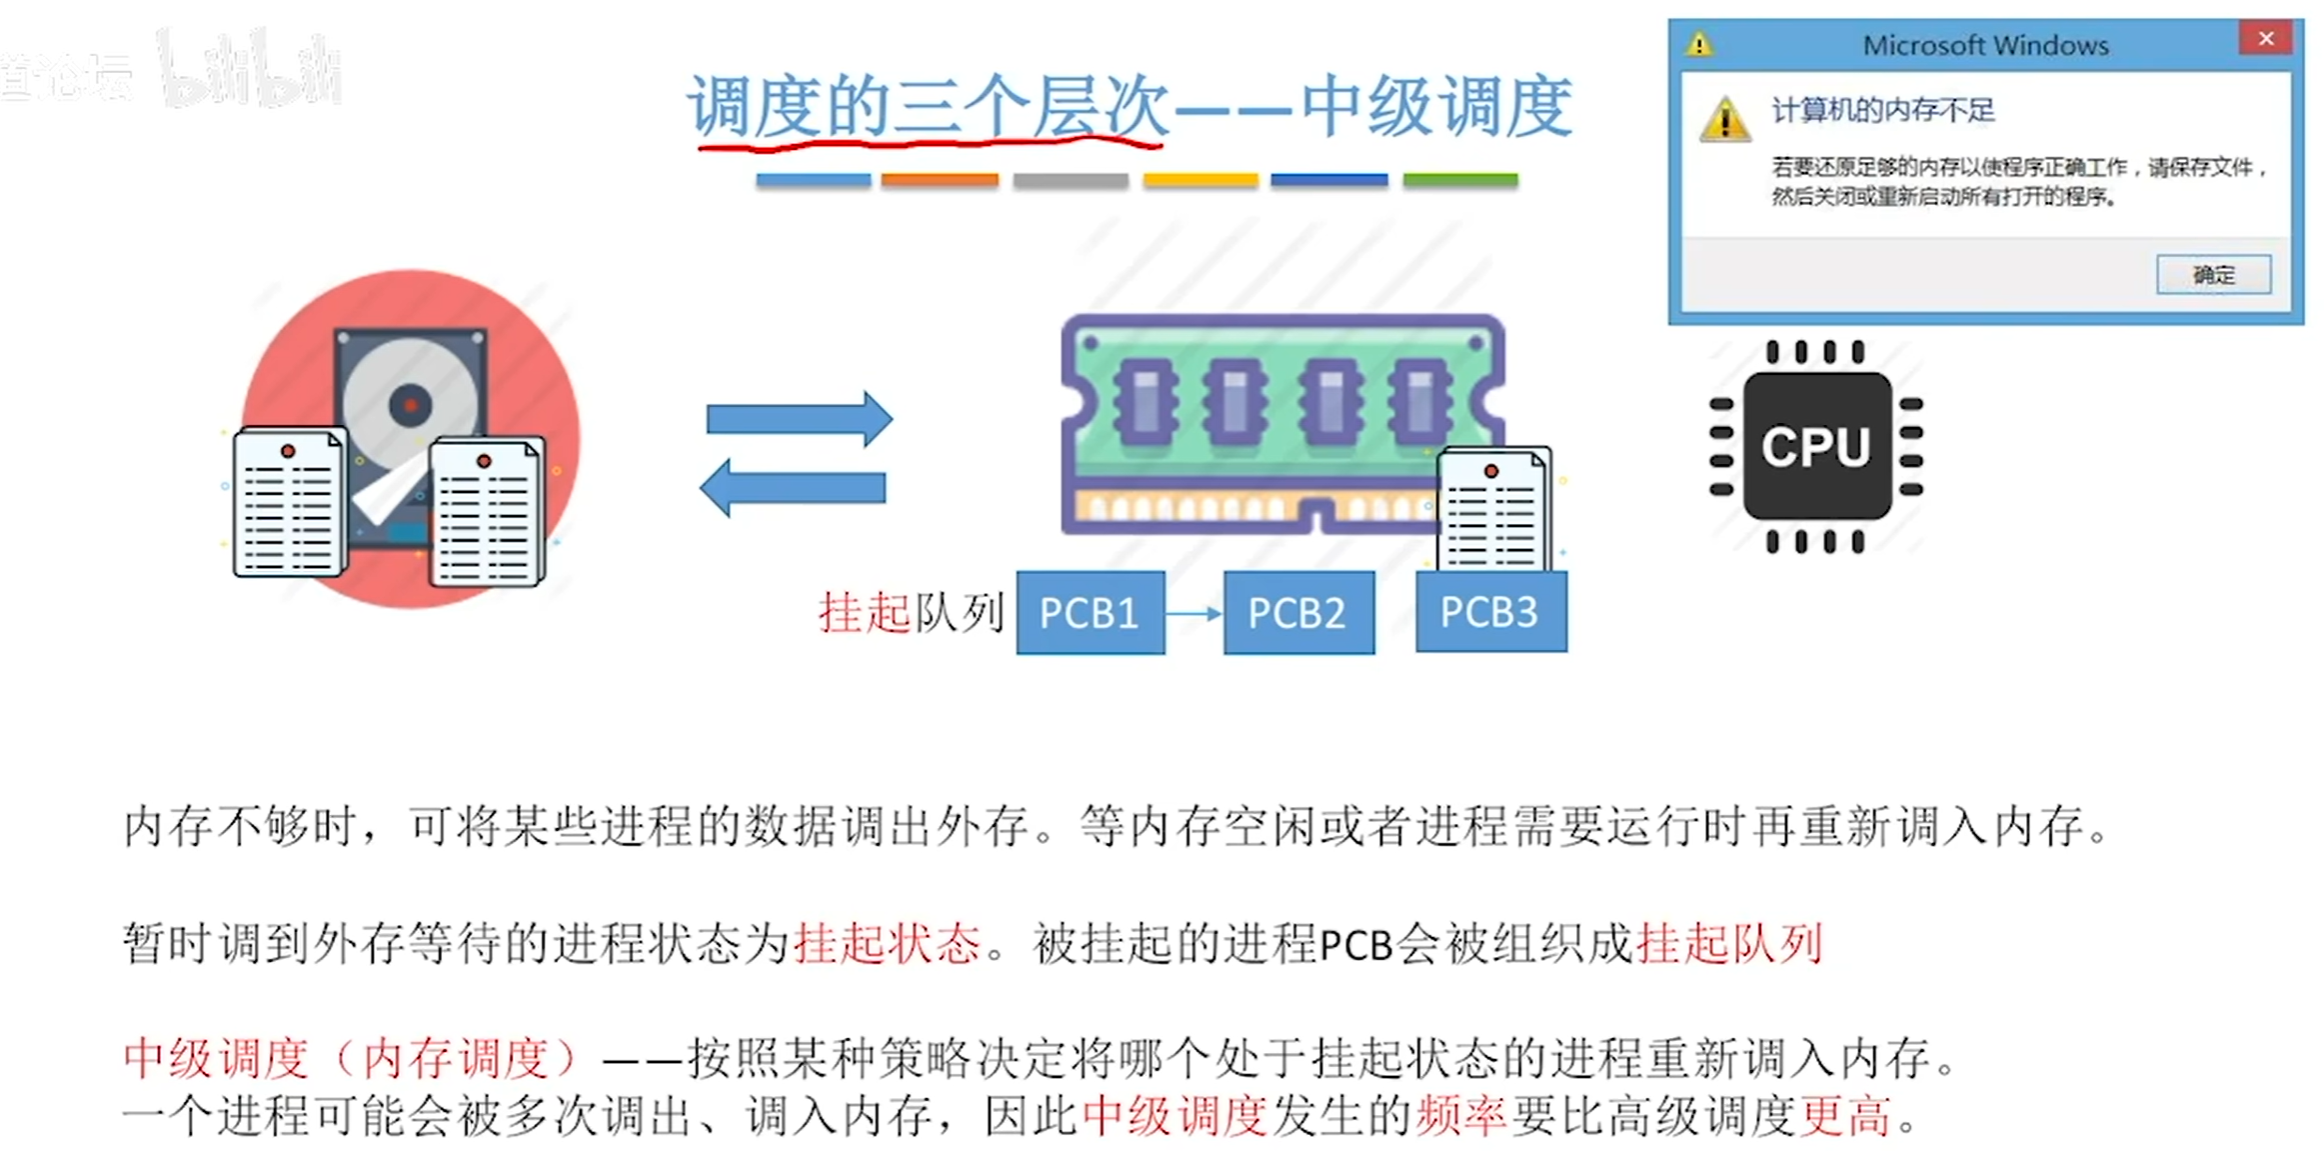 道论坛 bilibili
调度的三个层次——中级调度
Microsoft Windows
计算机的内存不足
若要还原足够的内存以使程序正确工作，请保存文件，
然后关闭或重新启动所有打开的程序。
确定
CPU
挂起队列 PCB1 PCB2 PCB3
内存不够时，可将某些进程的数据调出外存。等内存空闲或者进程需要运行时再重新调入内存。
暂时调到外存等待的进程状态为挂起状态。被挂起的进程PCB会被组织成挂起队列
中级调度（内存调度）——按照某种策略决定将哪个处于挂起状态的进程重新调入内存。
一个进程可能会被多次调出、调入内存，因此中级调度发生的频率要比高级调度更高。